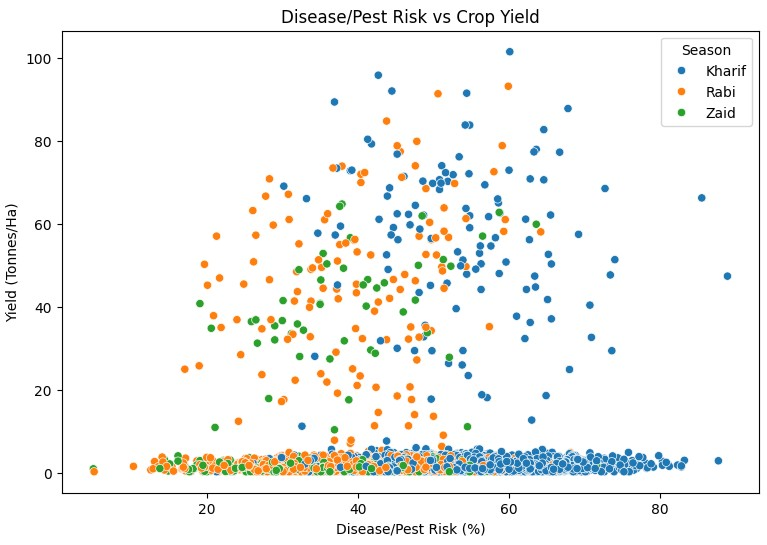 Disease/Pest Risk vs Crop Yield
Season
Kharif
Rabi
Zaid
100
80
60
40
20
0
Yield (Tonnes/Ha)
20 40 60 80
Disease/Pest Risk (%)